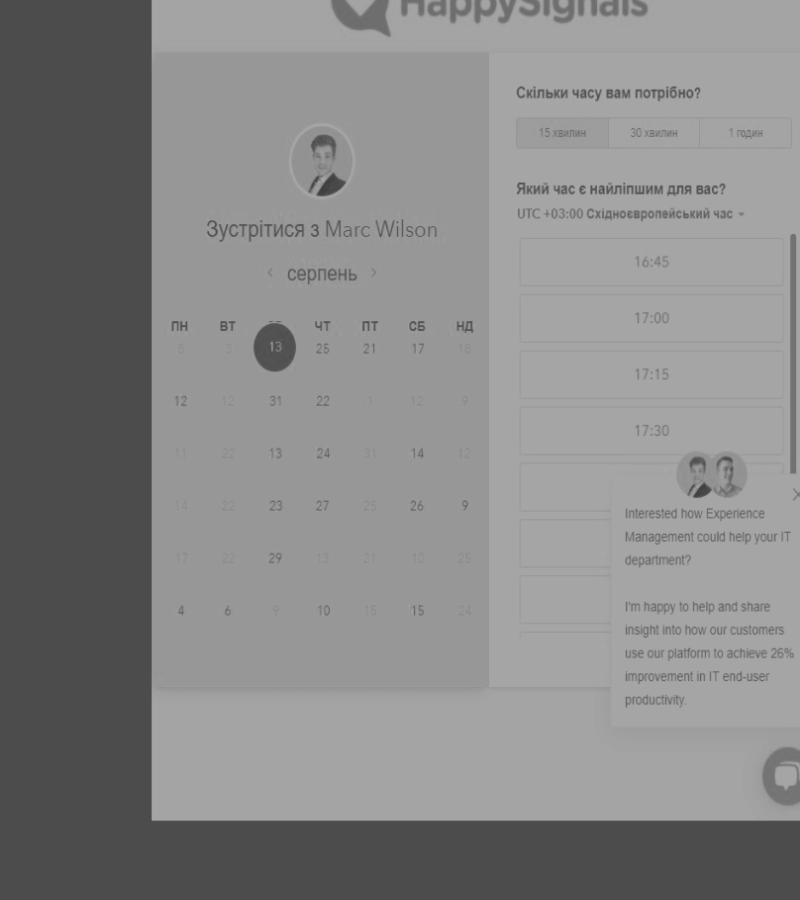 HappySignals
Зустрітися з Marc Wilson
серпень
ПН ВТ ЧТ ПТ СБ НД
13 25 21 17 18
12 12 31 22 1 12 9
11 22 13 24 31 14 12
14 22 23 27 25 26 9
17 22 29 13 21 10 25
4 6 9 10 15 15 24
Скільки часу вам потрібно?
15 хвилин 30 хвилин 1 годин
Який час є найліпшим для вас?
UTC +03:00 Східноєвропейський час
16:45
17:00
17:15
17:30
Interested how Experience
Management could help your IT
department?
I'm happy to help and share
insight into how our customers
use our platform to achieve 26%
improvement in IT end-user
productivity.